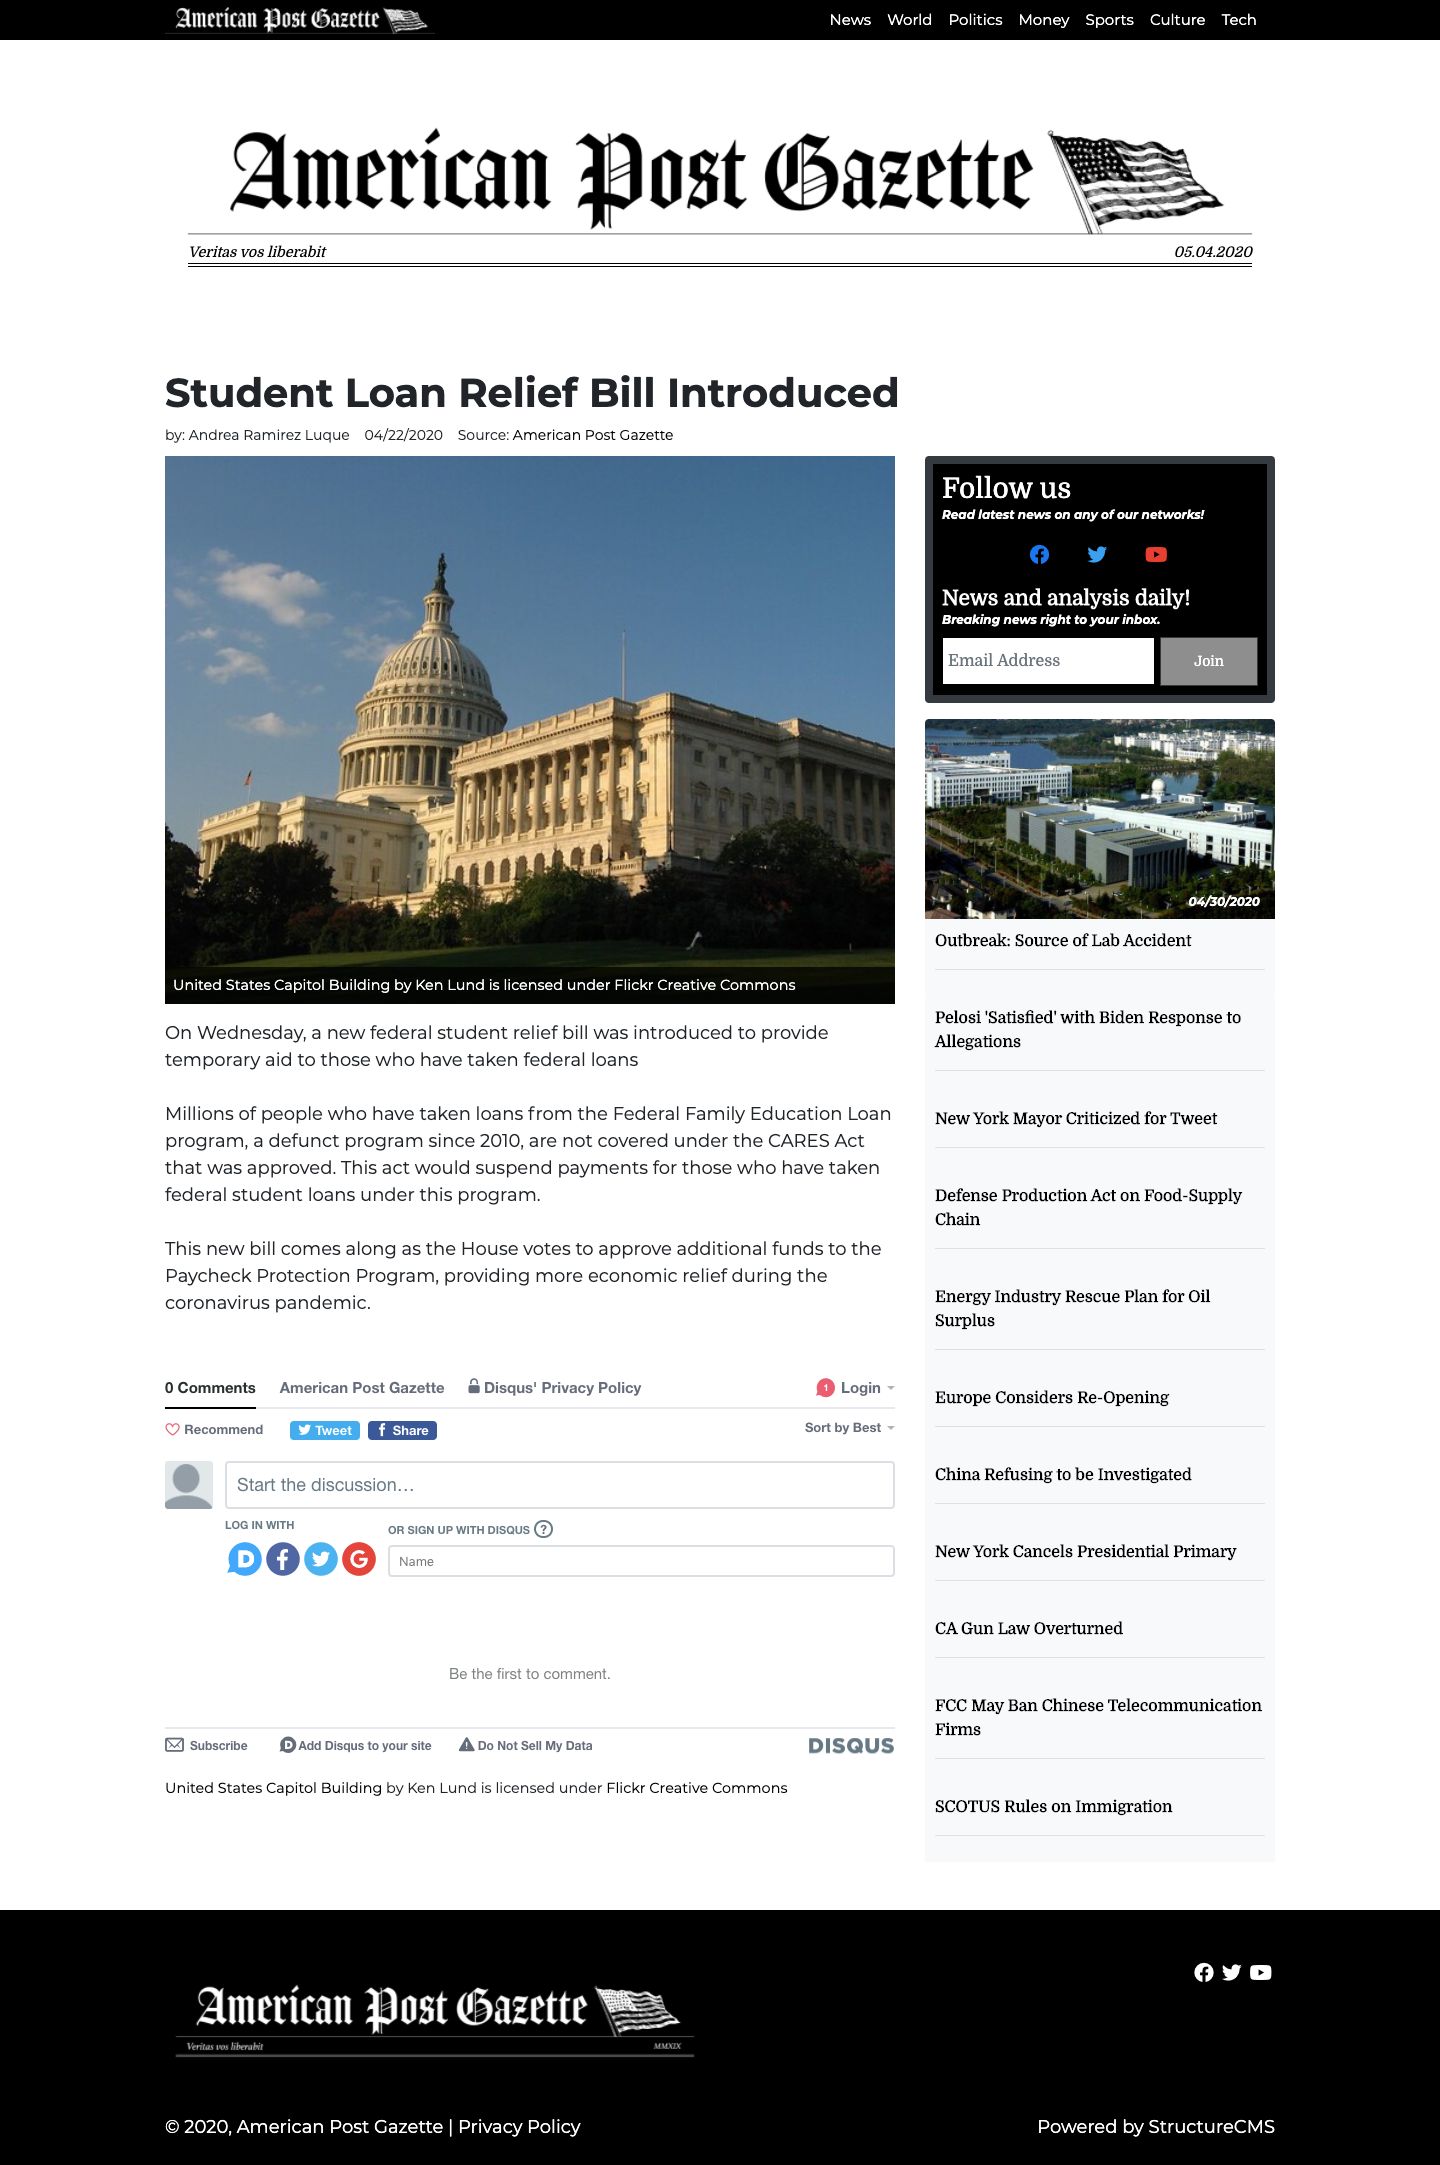 American Post Gazette
News World Politics Money Sports Culture Tech
American Post Gazette
Veritas vos liberabit 05.04.2020
Student Loan Relief Bill Introduced
by: Andrea Ramirez Luque 04/22/2020 Source: American Post Gazette
United States Capitol Building by Ken Lund is licensed under Flickr Creative Commons
On Wednesday, a new federal student relief bill was introduced to provide
temporary aid to those who have taken federal loans
Millions of people who have taken loans from the Federal Family Education Loan
program, a defunct program since 2010, are not covered under the CARES Act
that was approved. This act would suspend payments for those who have taken
federal student loans under this program.
This new bill comes along as the House votes to approve additional funds to the
Paycheck Protection Program, providing more economic relief during the
coronavirus pandemic.
0 Comments American Post Gazette Disqus' Privacy Policy 1 Login
Recommend Tweet Share Sort by Best
Start the discussion…
LOG IN WITH
OR SIGN UP WITH DISQUS ?
Name
Be the first to comment.
Subscribe Add Disqus to your site Do Not Sell My Data DISQUS
United States Capitol Building by Ken Lund is licensed under Flickr Creative Commons
Follow us
Read latest news on any of our networks!
News and analysis daily!
Breaking news right to your inbox.
Email Address Join
04/30/2020
Outbreak: Source of Lab Accident
Pelosi 'Satisfied' with Biden Response to
Allegations
New York Mayor Criticized for Tweet
Defense Production Act on Food-Supply
Chain
Energy Industry Rescue Plan for Oil
Surplus
Europe Considers Re-Opening
China Refusing to be Investigated
New York Cancels Presidential Primary
CA Gun Law Overturned
FCC May Ban Chinese Telecommunication
Firms
SCOTUS Rules on Immigration
American Post Gazette
Veritas vos liberabit MMXIX
© 2020, American Post Gazette | Privacy Policy Powered by StructureCMS